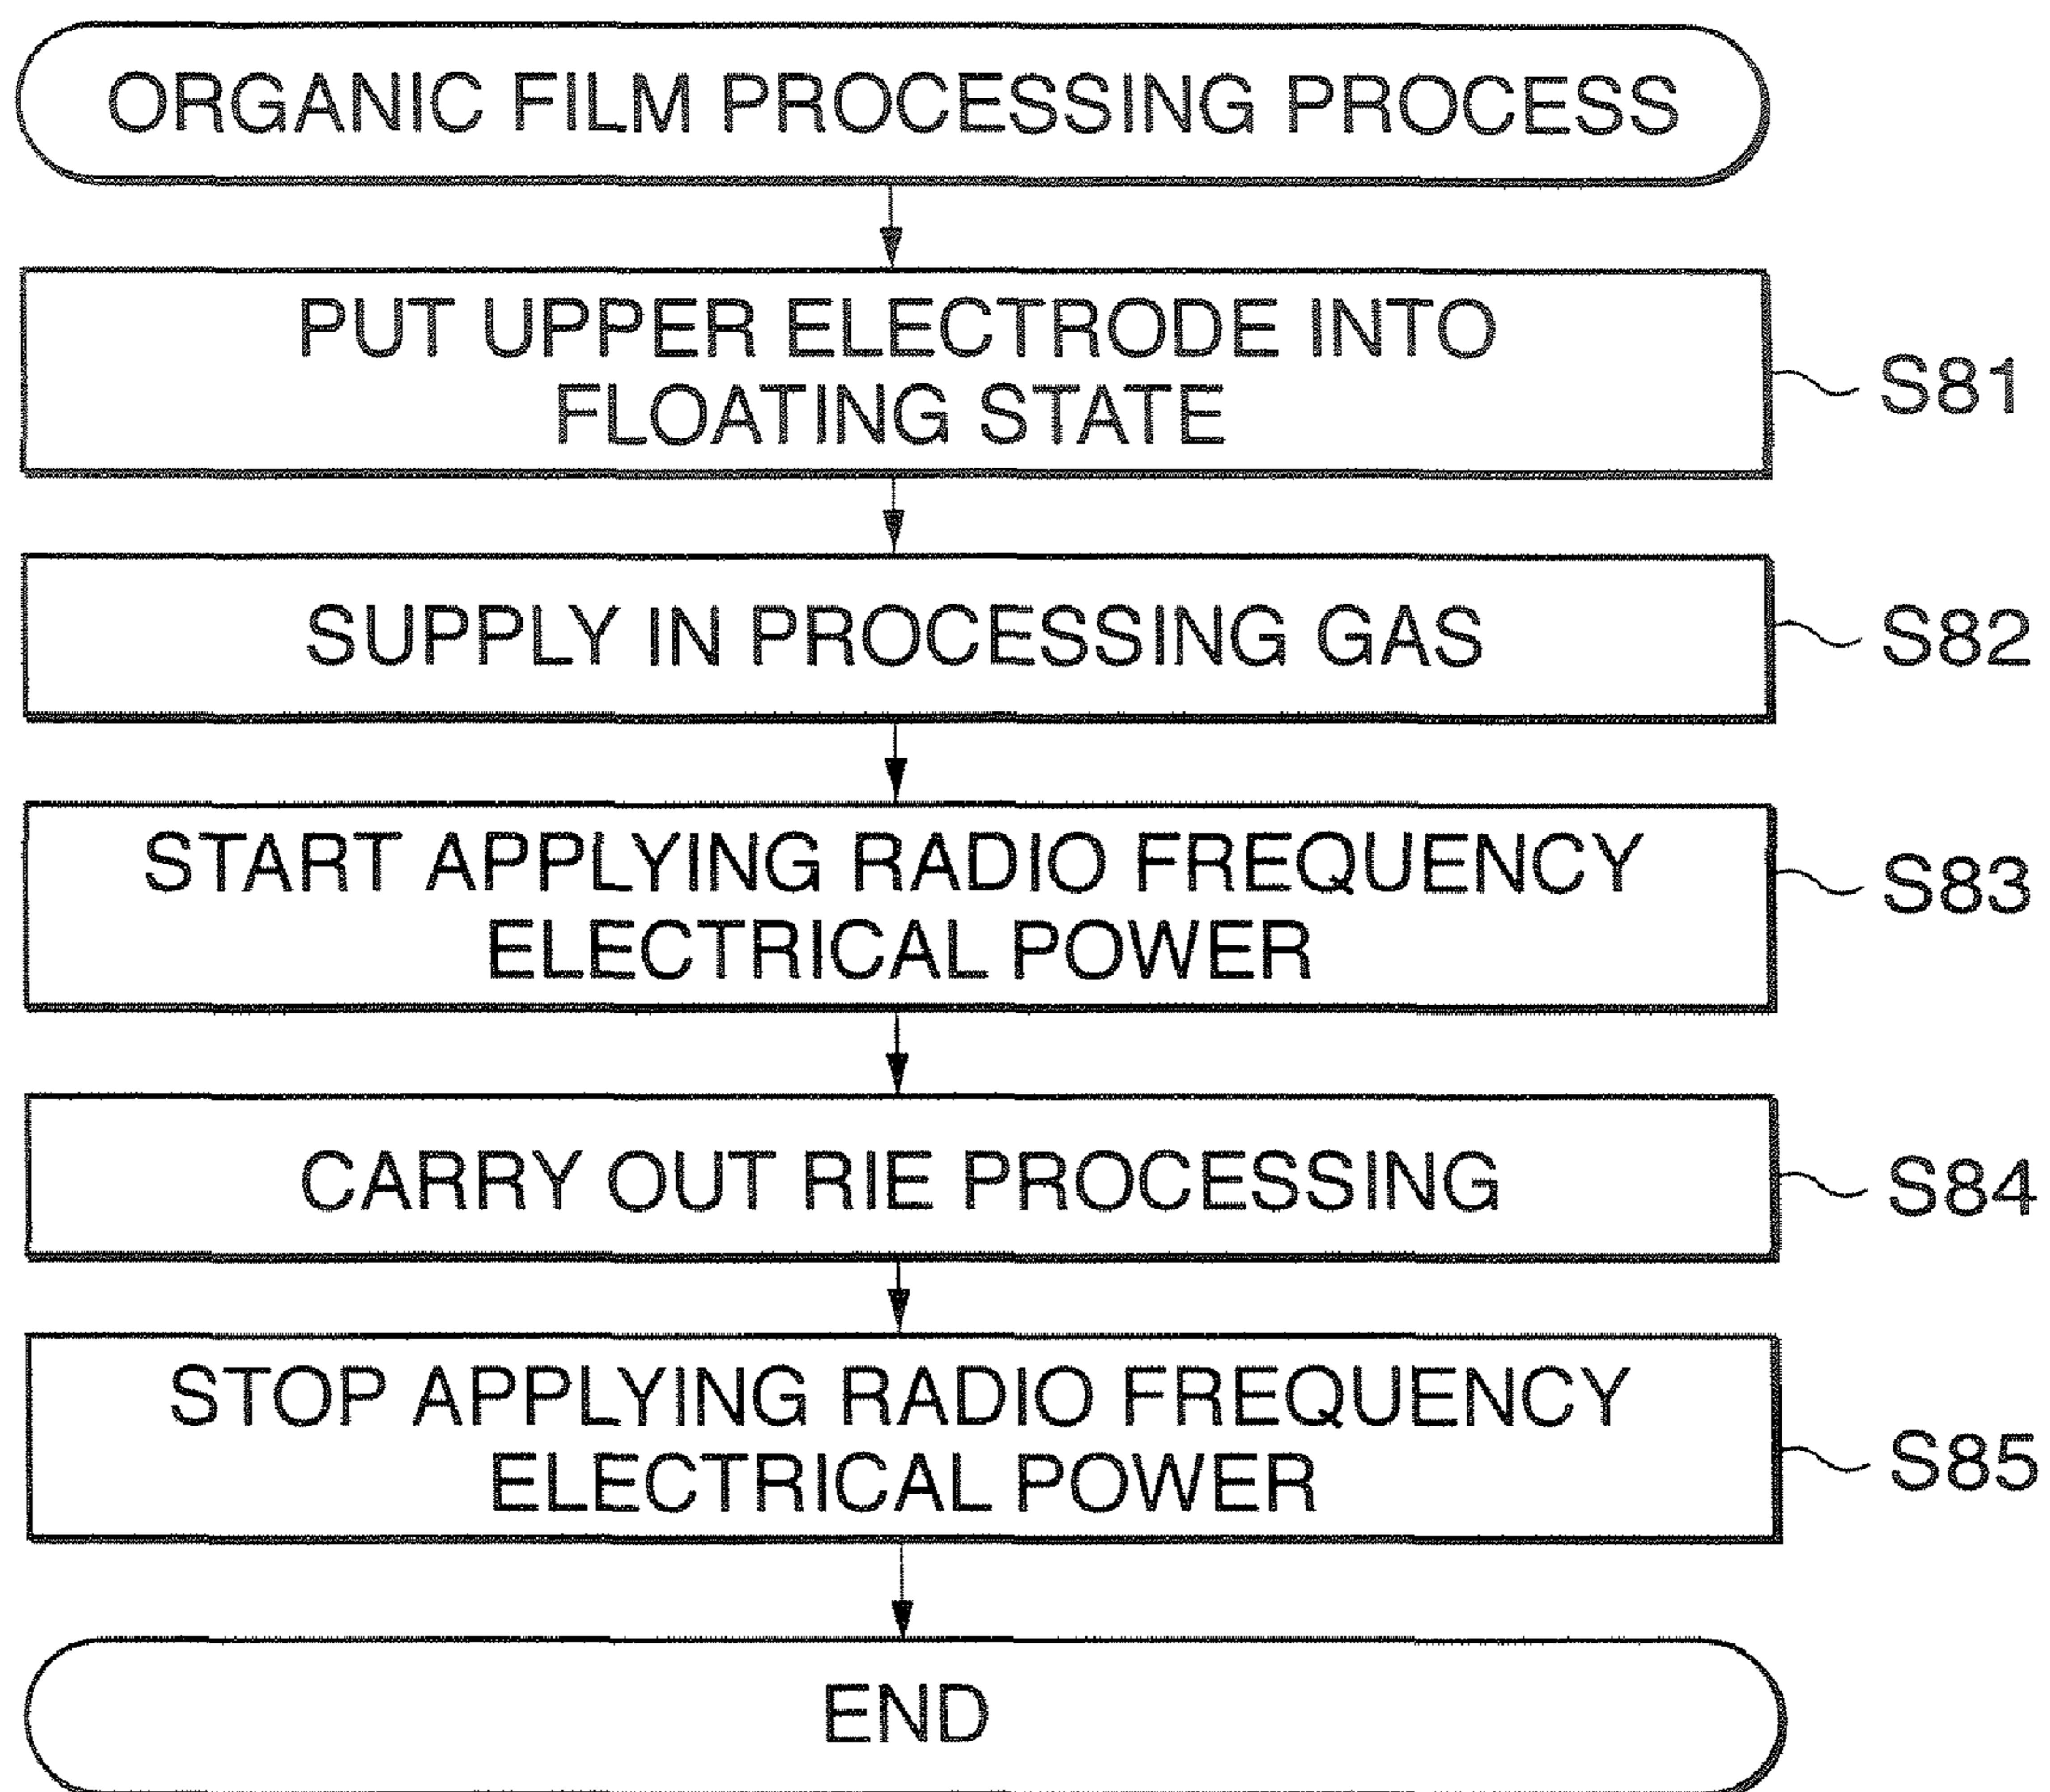 ORGANIC FILM PROCESSING PROCESS
PUT UPPER ELECTRODE INTO
FLOATING STATE
S81
SUPPLY IN PROCESSING GAS
S82
START APPLYING RADIO FREQUENCY
ELECTRICAL POWER
S83
CARRY OUT RIE PROCESSING
S84
STOP APPLYING RADIO FREQUENCY
ELECTRICAL POWER
S85
END